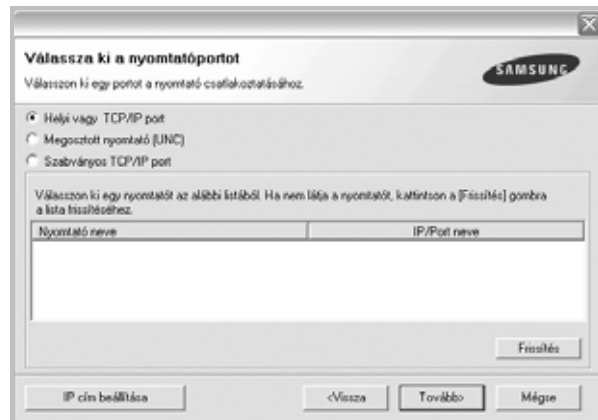 Válassza ki a nyomtatóportot
Válasszon ki egy portot a nyomtató csatlakoztatásához.
SAMSUNG
Helyi vagy TCP/IP port
Megosztott nyomtató (UNC)
Szabványos TCP/IP port
Válasszon ki egy nyomtatót az alábbi listából. Ha nem látja a nyomtatót, kattintson a [Frissítés] gombra
a lista frissítéséhez.
Nyomtató neve IP/Port neve
Frissítés
IP cím beállítása <Vissza Tovább> Mégse